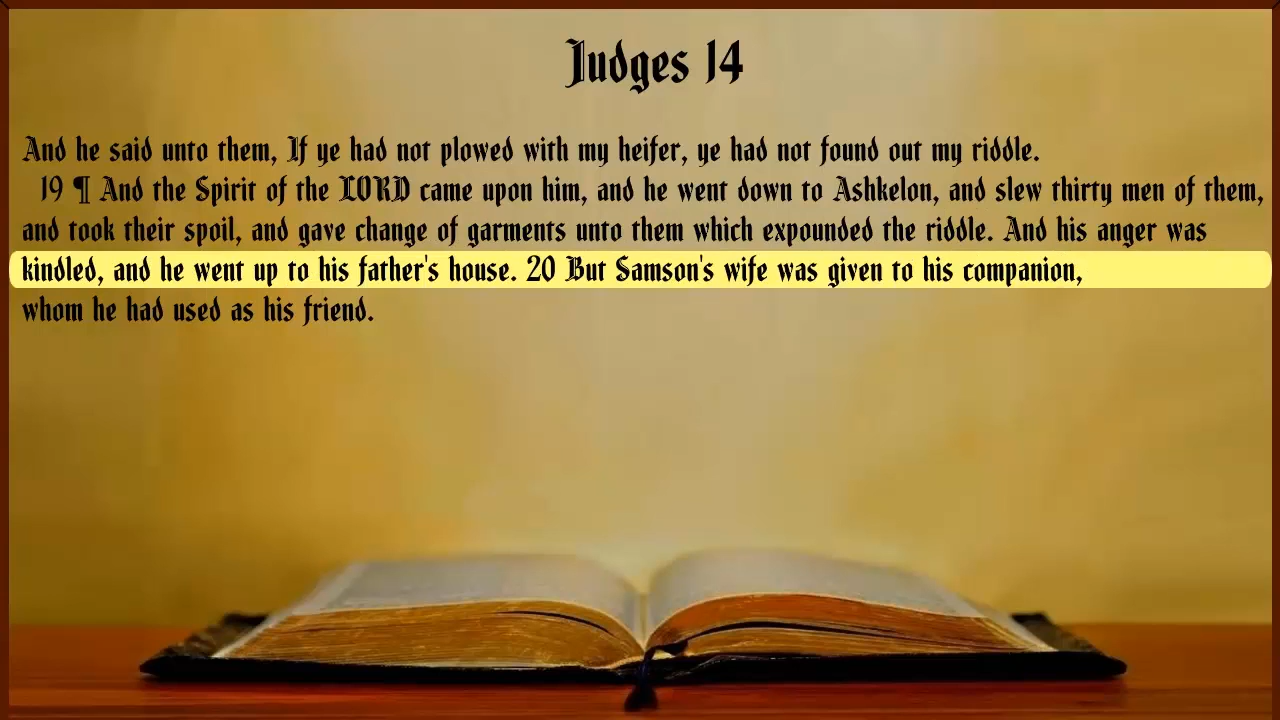 Judges 14
And he said unto them, If ye had not plowed with my heifer, ye had not found out my riddle.
19 ¶ And the Spirit of the LORD came upon him, and he went down to Ashkelon, and slew thirty men of them,
and took their spoil, and gave change of garments unto them which expounded the riddle. And his anger was
kindled, and he went up to his father's house. 20 But Samson's wife was given to his companion,
whom he had used as his friend.